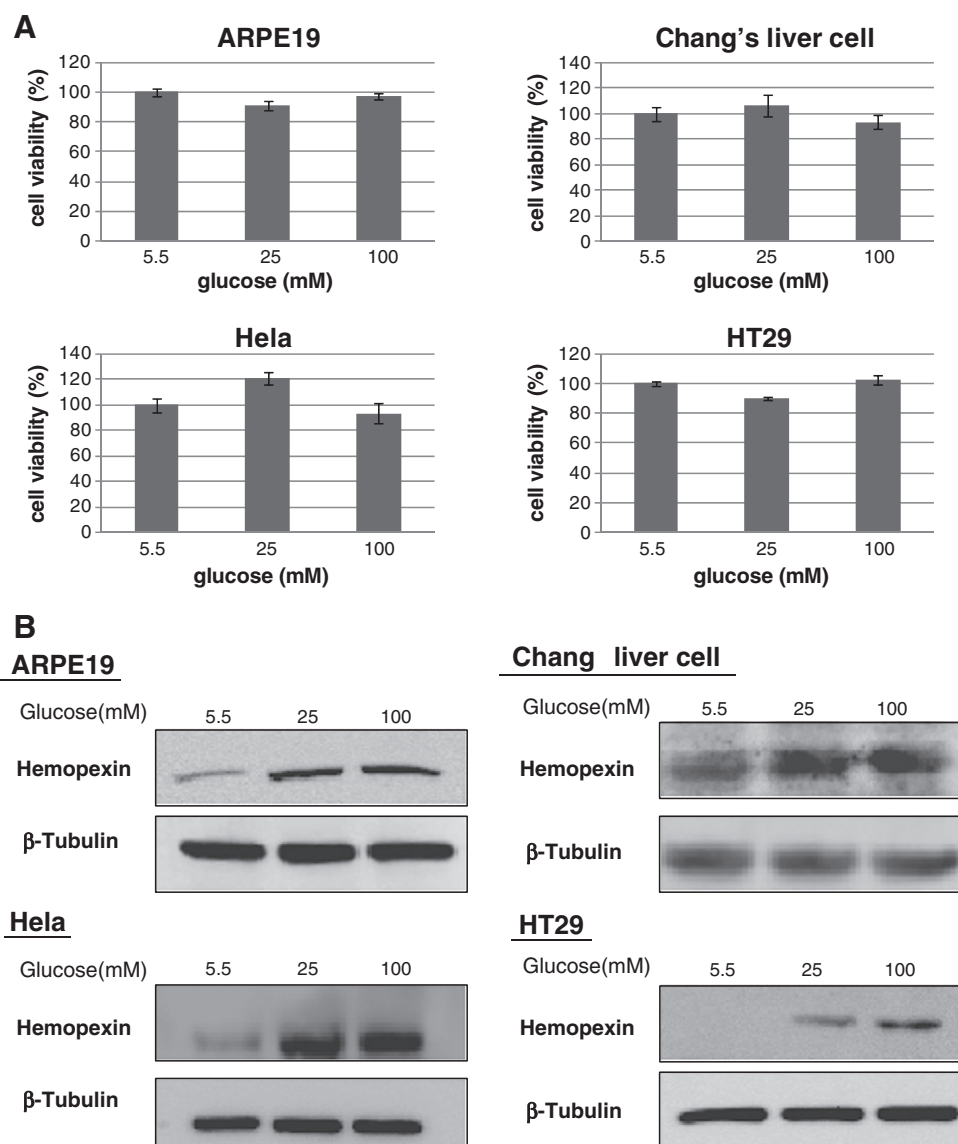 A
ARPE19
cell viability (%)
120
100
80
60
40
20
0
5.5 25 100
glucose (mM)
Chang's liver cell
cell viability (%)
140
120
100
80
60
40
20
0
5.5 25 100
glucose (mM)
Hela
cell viability (%)
140
120
100
80
60
40
20
0
5.5 25 100
glucose (mM)
HT29
cell viability (%)
120
100
80
60
40
20
0
5.5 25 100
glucose (mM)
B
ARPE19
Glucose(mM) 5.5 25 100
Hemopexin
β-Tubulin
Chang liver cell
Glucose(mM) 5.5 25 100
Hemopexin
β-Tubulin
Hela
Glucose(mM) 5.5 25 100
Hemopexin
β-Tubulin
HT29
Glucose(mM) 5.5 25 100
Hemopexin
β-Tubulin